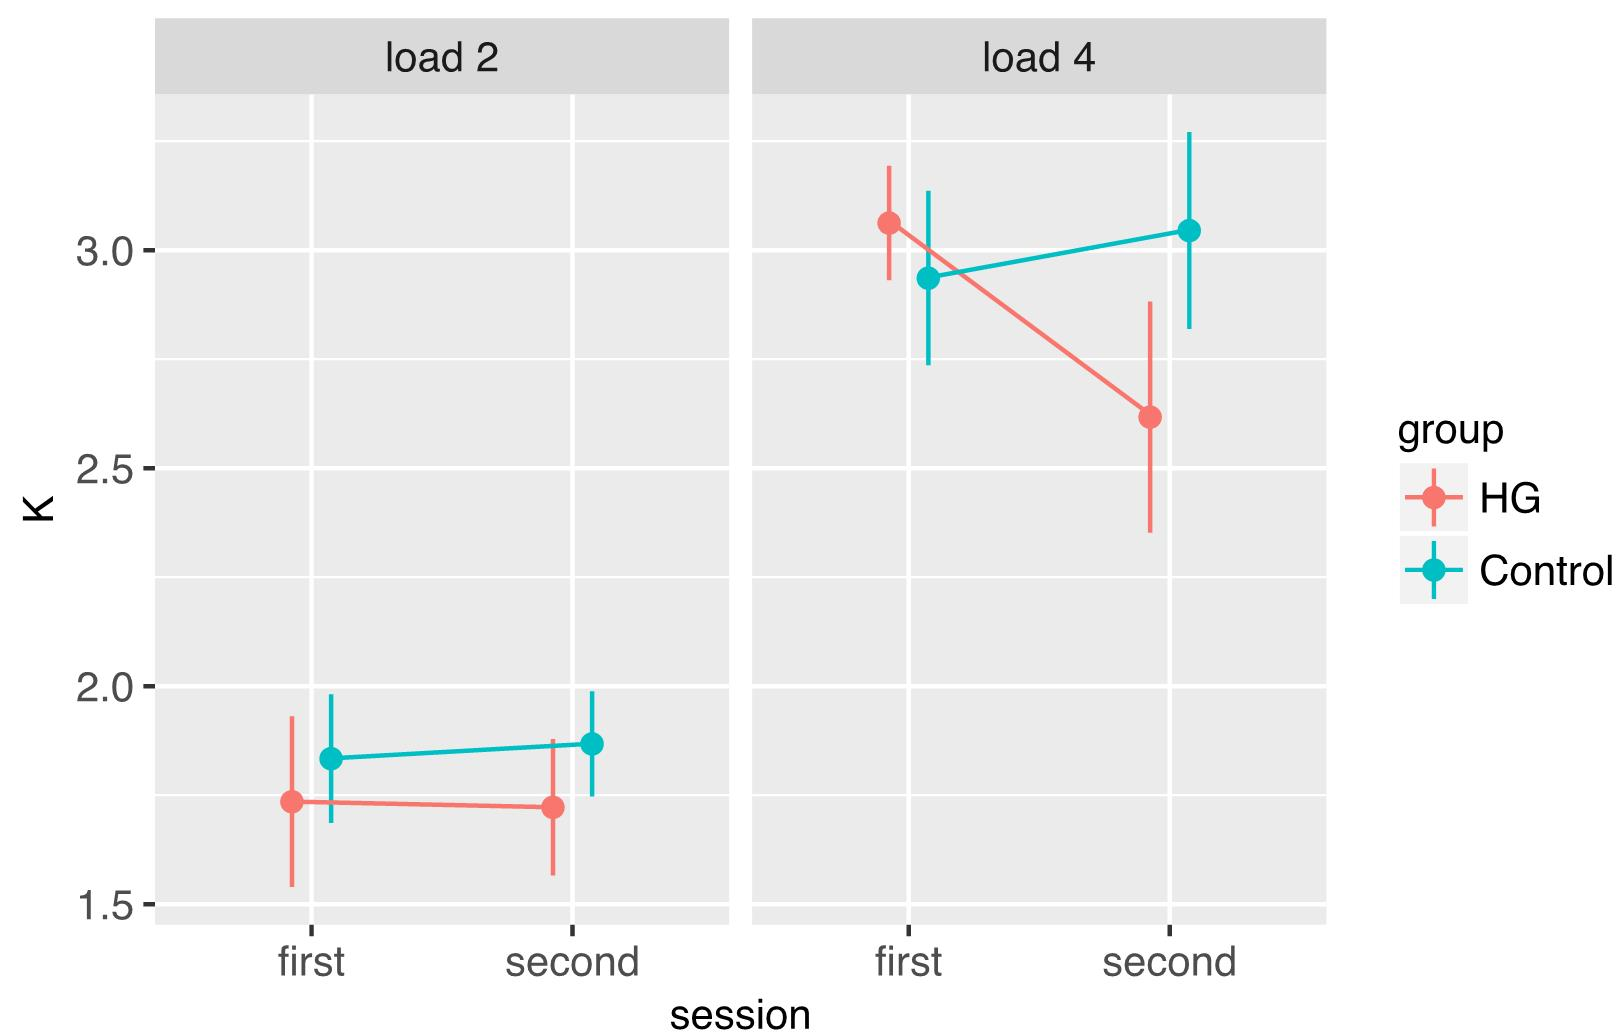 load 2
load 4
K
3.0
2.5
2.0
1.5
first
second
first
second
session
group
HG
Control